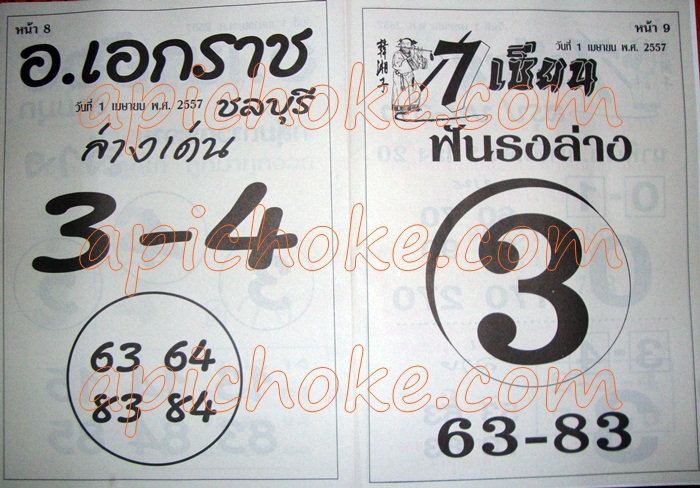 หน้า 8
อ.เอกราช
วันที่ 1 เมษายน พ.ศ. 2557 ชลบุรี
ล่างเด่น
3-4
63 64
83 84
หน้า 9
วันที่ 1 เมษายน พ.ศ. 2557
韓湘子
เซียน
ฟันธงล่าง
3
63-83
apichoke.com
apichoke.com
apichoke.com